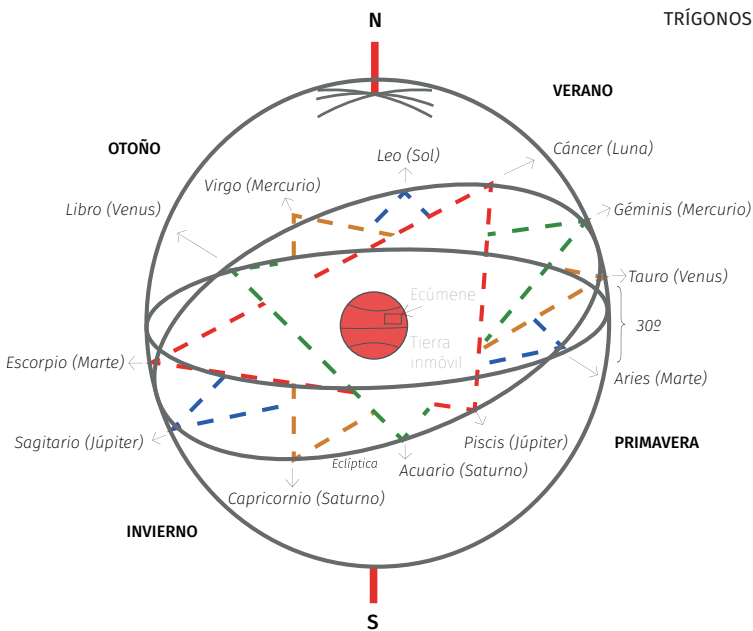 N
TRÍGONOS
VERANO
OTOÑO
Cáncer (Luna)
Leo (Sol)
Virgo (Mercurio)
Libro (Venus)
Géminis (Mercurio)
Tauro (Venus)
Ecúmene
30º
Tierra
inmóvil
Escorpio (Marte)
Aries (Marte)
Sagitario (Júpiter)
Piscis (Júpiter)
PRIMAVERA
Eclíptica
Acuario (Saturno)
Capricornio (Saturno)
INVIERNO
S